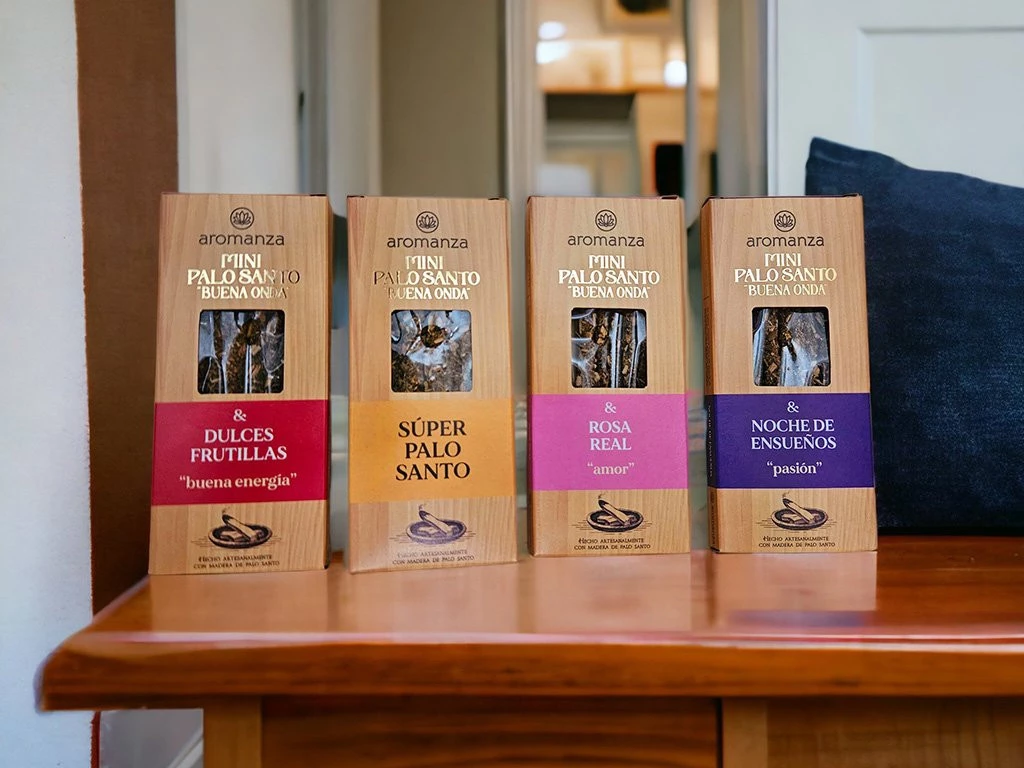 aromanza
MINI
PALO SANTO
"BUENA ONDA"
&
DULCES
FRUTILLAS
“buena energía”
HECHO ARTESANALMENTE
CON MADERA DE PALO SANTO
aromanza
MINI
PALO SANTO
"BUENA ONDA"
SÚPER
PALO
SANTO
HECHO ARTESANALMENTE
CON MADERA DE PALO SANTO
aromanza
MINI
PALO SANTO
"BUENA ONDA"
&
ROSA
REAL
“amor”
HECHO ARTESANALMENTE
CON MADERA DE PALO SANTO
aromanza
MINI
PALO SANTO
"BUENA ONDA"
&
NOCHE DE
ENSUEÑOS
“pasión”
HECHO ARTESANALMENTE
CON MADERA DE PALO SANTO